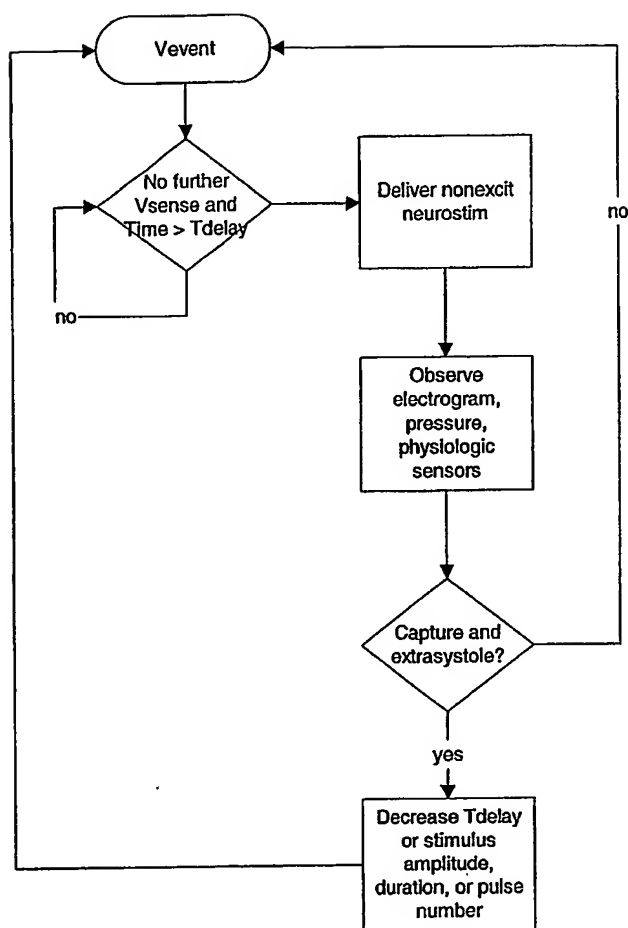 Vevent
No further
Vsense and
Time > Tdelay
no
Deliver nonexcit
neurostim
no
Observe
electrogram,
pressure,
physiologic
sensors
Capture and
extrasystole?
yes
Decrease Tdelay
or stimulus
amplitude,
duration, or pulse
number